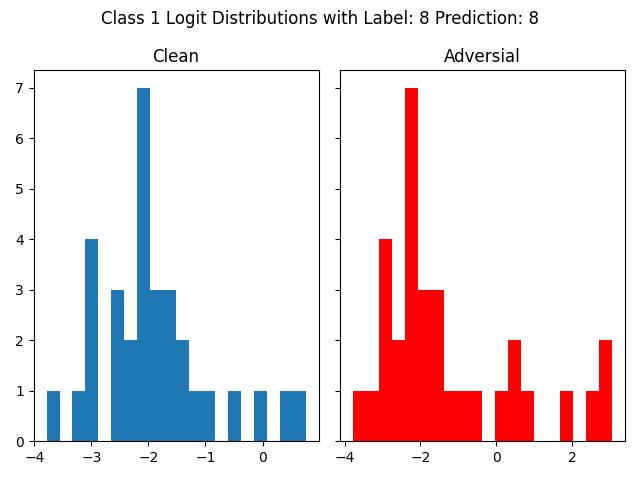 Class 1 Logit Distributions with Label: 8 Prediction: 8
Clean
Adversial
7
6
5
4
3
2
1
0
−4 −3 −2 −1 0
−4 −2 0 2